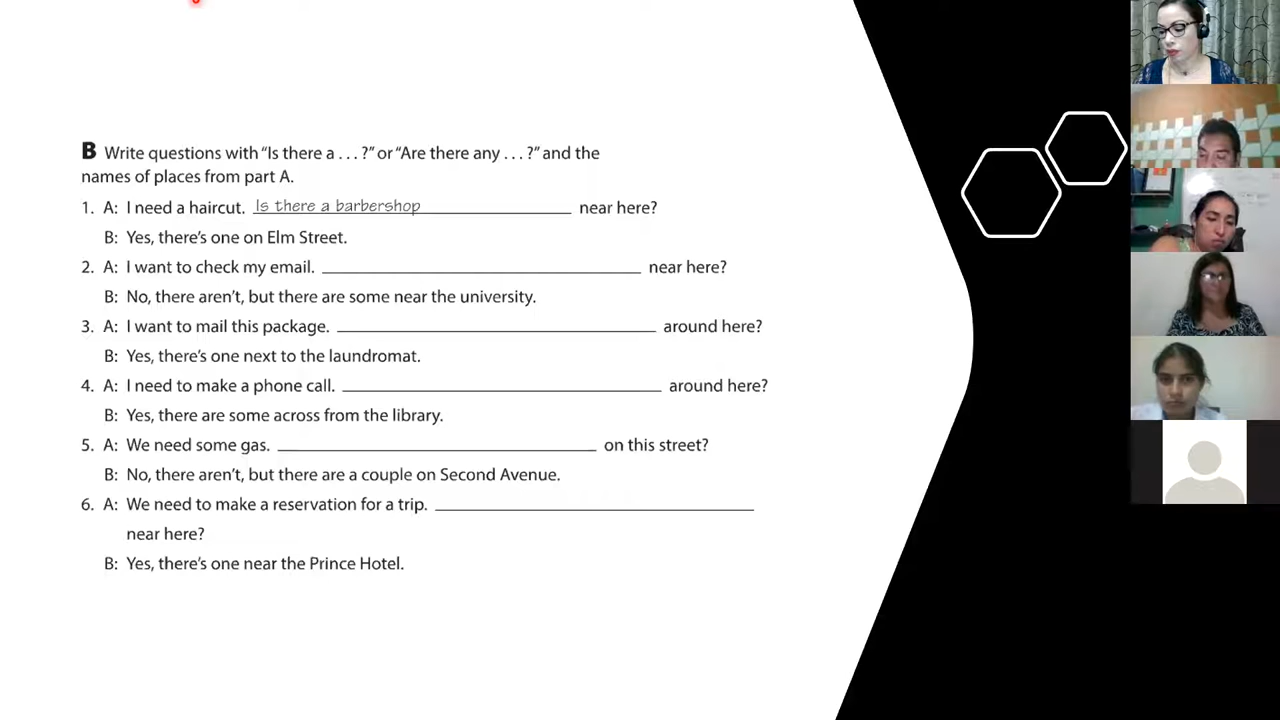 B Write questions with “Is there a . . . ?” or “Are there any . . . ?” and the
names of places from part A.
1. A: I need a haircut. Is there a barbershop near here?
B: Yes, there’s one on Elm Street.
2. A: I want to check my email. ________ near here?
B: No, there aren’t, but there are some near the university.
3. A: I want to mail this package. ________ around here?
B: Yes, there’s one next to the laundromat.
4. A: I need to make a phone call. ________ around here?
B: Yes, there are some across from the library.
5. A: We need some gas. ________ on this street?
B: No, there aren’t, but there are a couple on Second Avenue.
6. A: We need to make a reservation for a trip. ________
near here?
B: Yes, there’s one near the Prince Hotel.